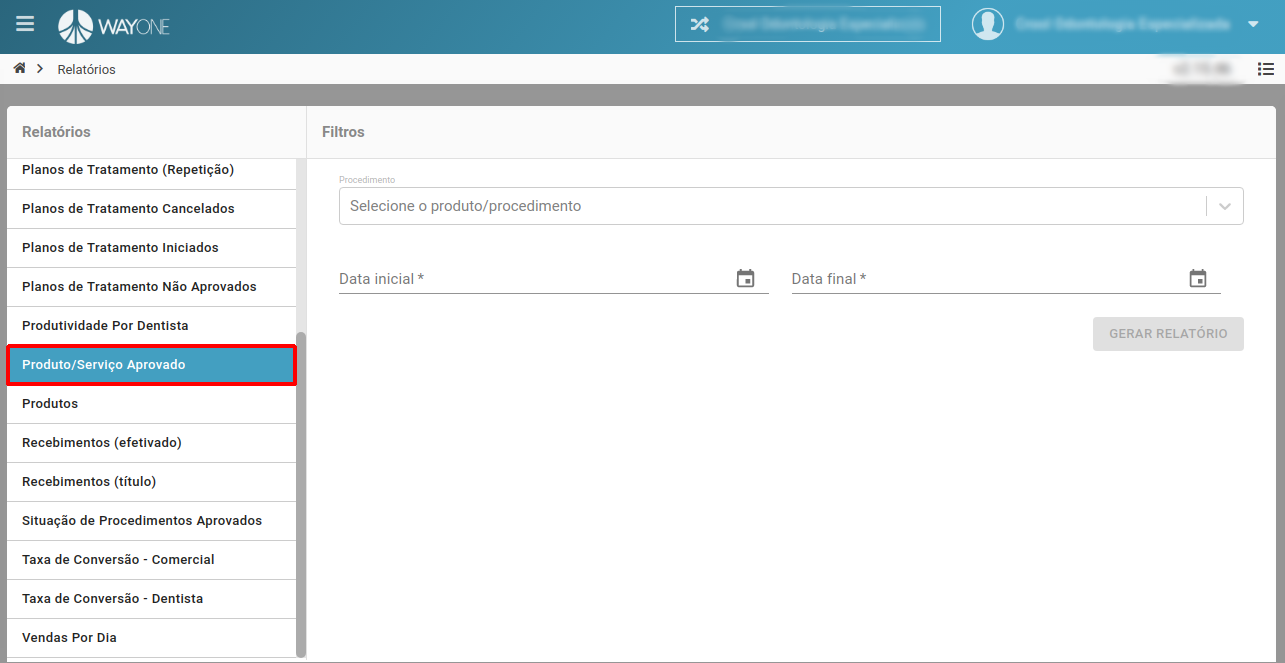 WAYONE
Relatórios
Relatórios
Planos de Tratamento (Repetição)
Planos de Tratamento Cancelados
Planos de Tratamento Iniciados
Planos de Tratamento Não Aprovados
Produtividade Por Dentista
Produto/Serviço Aprovado
Produtos
Recebimentos (efetivado)
Recebimentos (título)
Situação de Procedimentos Aprovados
Taxa de Conversão - Comercial
Taxa de Conversão - Dentista
Vendas Por Dia
Filtros
Procedimento
Selecione o produto/procedimento
Data inicial *
Data final *
GERAR RELATÓRIO